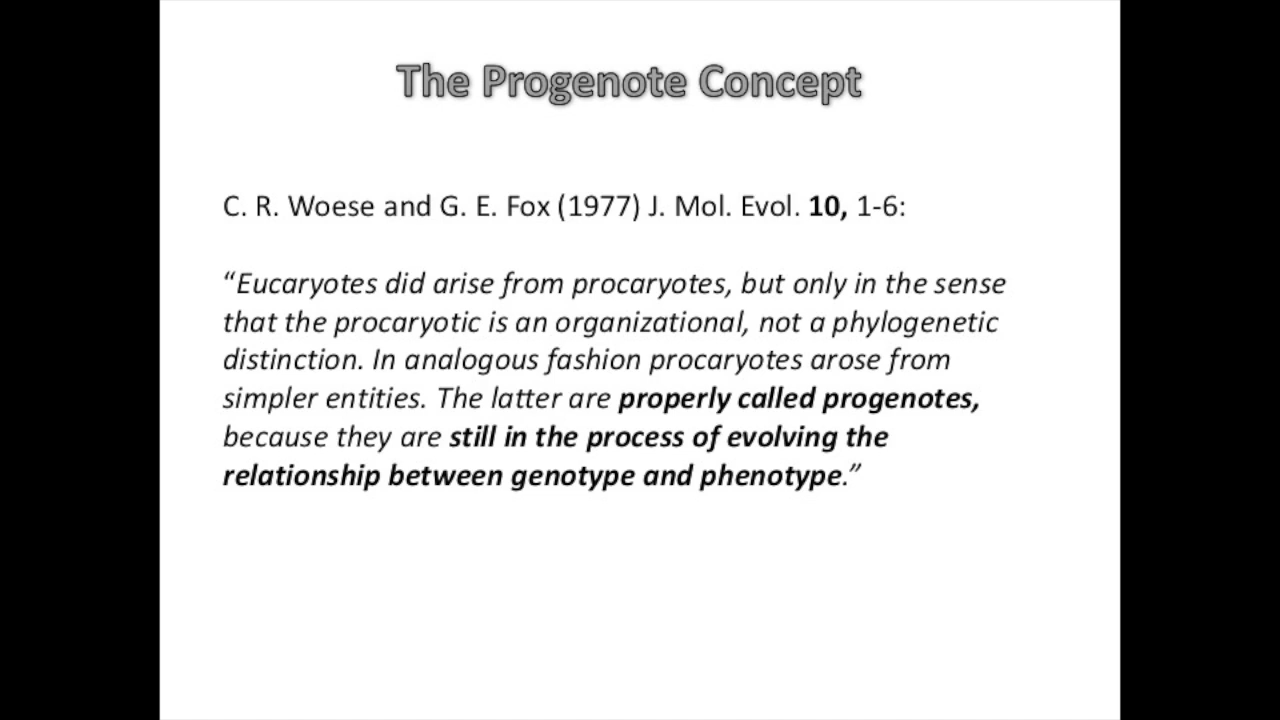 The Progenote Concept
C. R. Woese and G. E. Fox (1977) J. Mol. Evol. 10, 1-6:
“Eucaryotes did arise from procaryotes, but only in the sense
that the procaryotic is an organizational, not a phylogenetic
distinction. In analogous fashion procaryotes arose from
simpler entities. The latter are properly called progenotes,
because they are still in the process of evolving the
relationship between genotype and phenotype.”